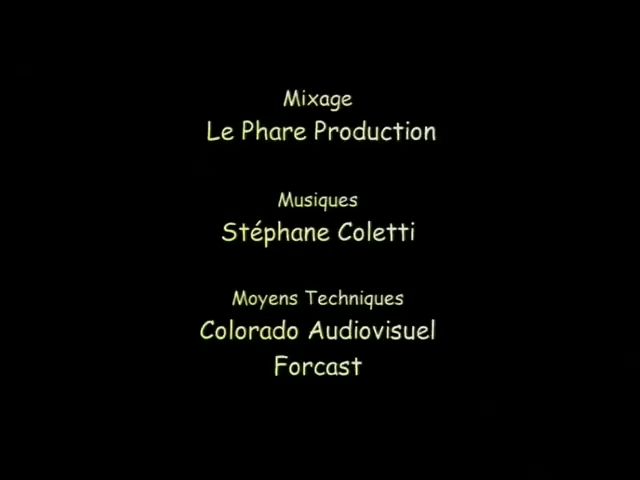 Mixage
Le Phare Production
Musiques
Stéphane Coletti
Moyens Techniques
Colorado Audiovisuel
Forcast